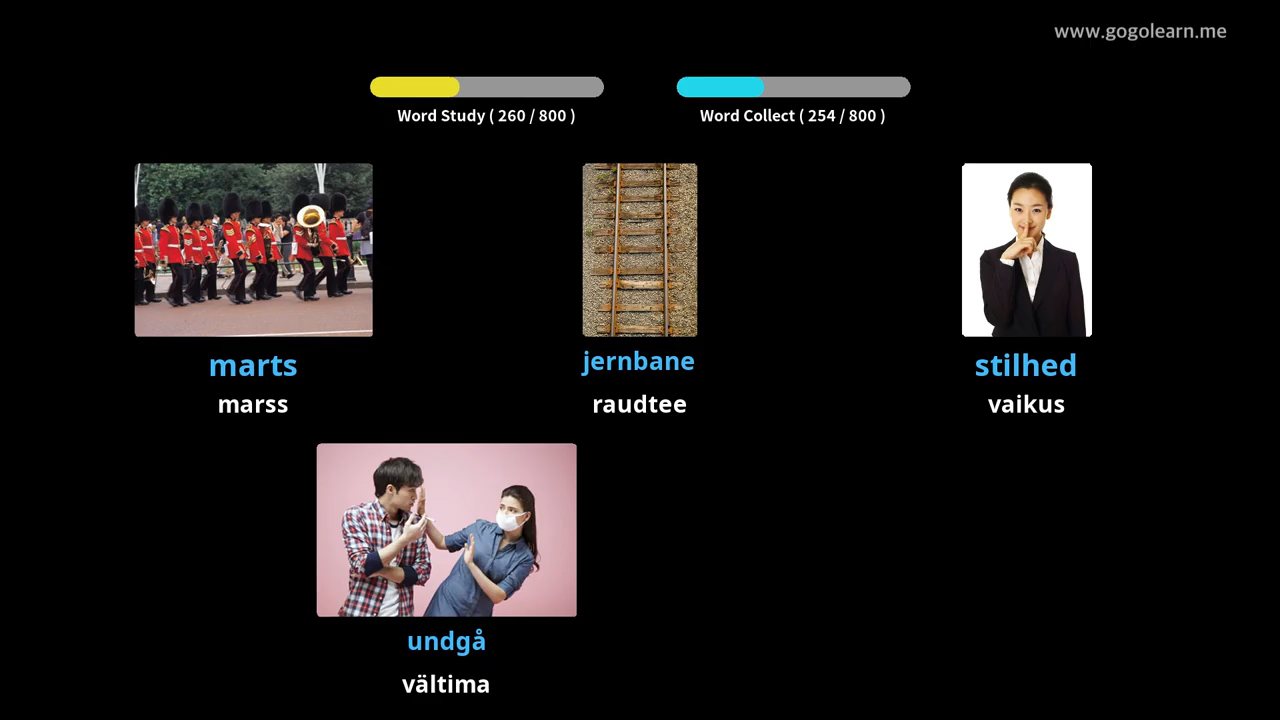 www.gogolearn.me
Word Study ( 260 / 800 )
Word Collect ( 254 / 800 )
marts
jernbane
stilhed
marss
raudtee
vaikus
undgå
vältima